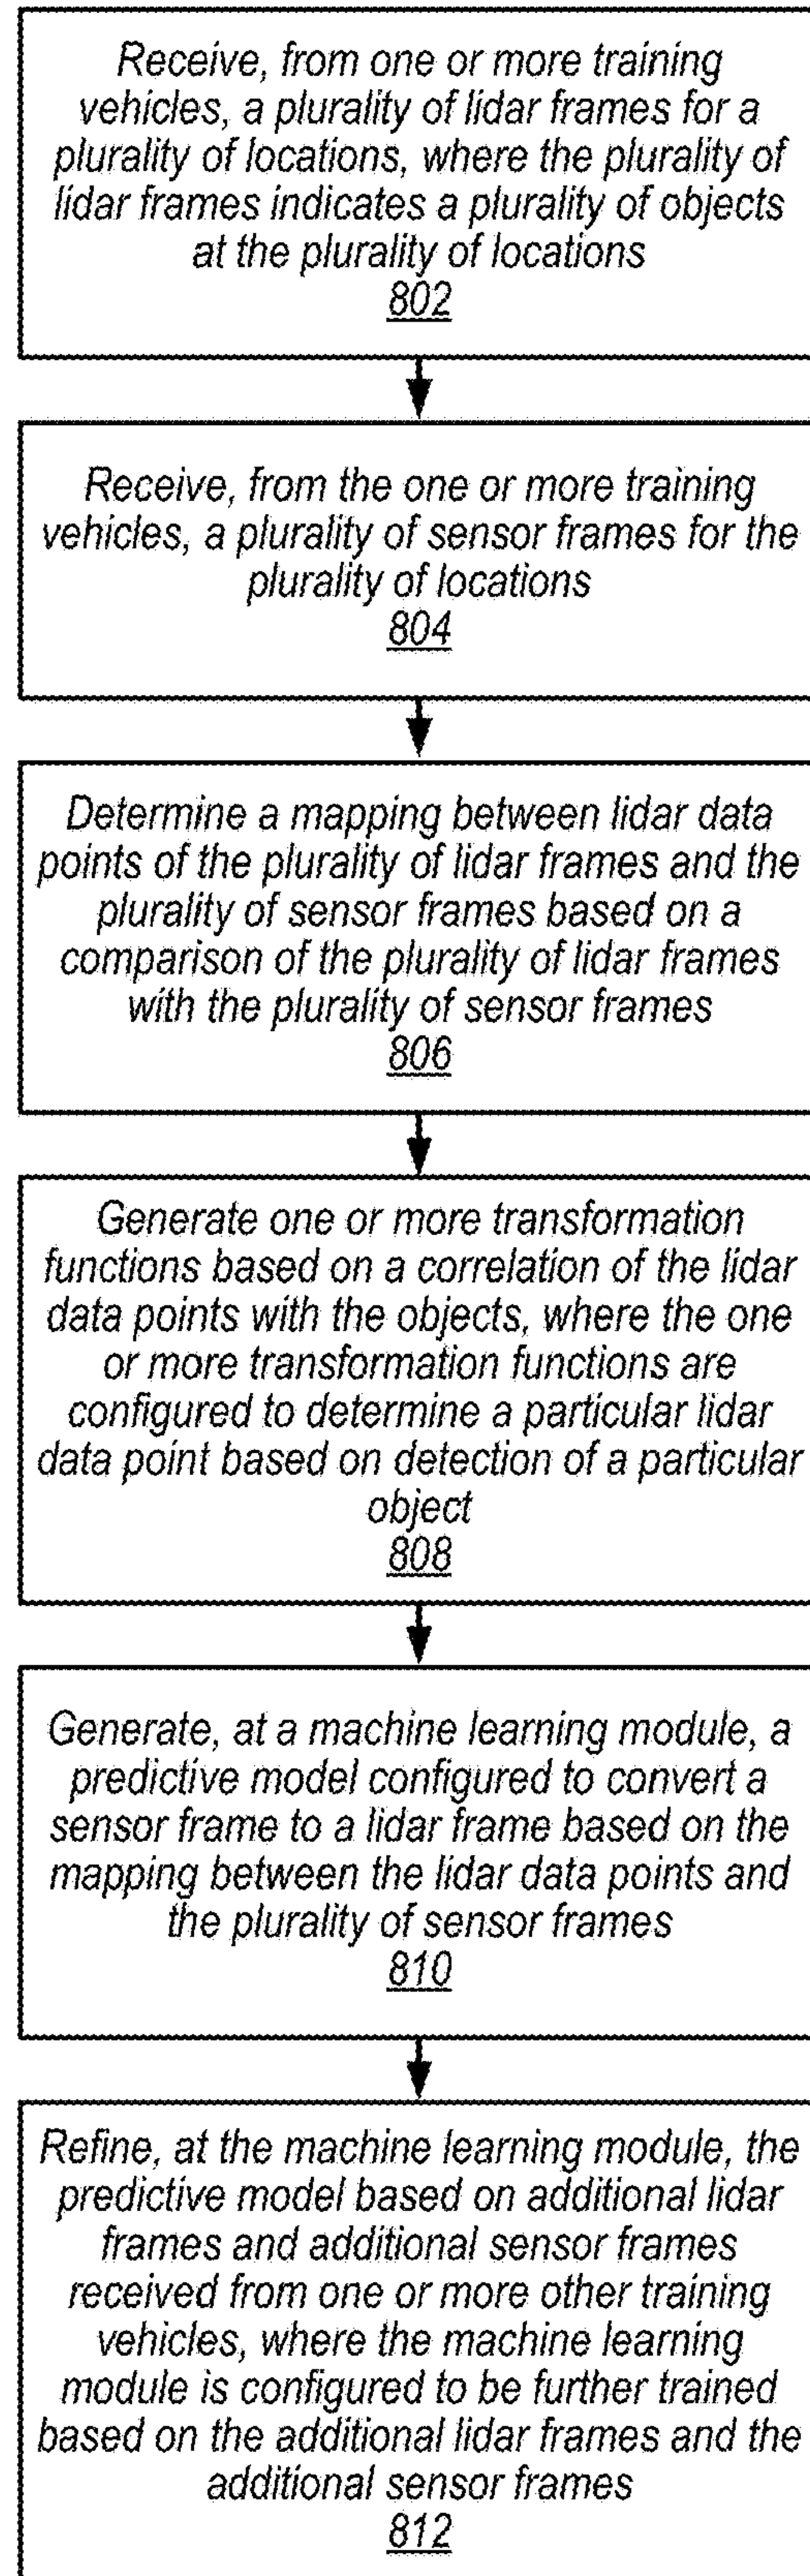 Receive, from one or more training
vehicles, a plurality of lidar frames for a
plurality of locations, where the plurality of
lidar frames indicates a plurality of objects
at the plurality of locations
802
Receive, from the one or more training
vehicles, a plurality of sensor frames for the
plurality of locations
804
Determine a mapping between lidar data
points of the plurality of lidar frames and the
plurality of sensor frames based on a
comparison of the plurality of lidar frames
with the plurality of sensor frames
806
Generate one or more transformation
functions based on a correlation of the lidar
data points with the objects, where the one
or more transformation functions are
configured to determine a particular lidar
data point based on detection of a particular
object
808
Generate, at a machine learning module, a
predictive model configured to convert a
sensor frame to a lidar frame based on the
mapping between the lidar data points and
the plurality of sensor frames
810
Refine, at the machine learning module, the
predictive model based on additional lidar
frames and additional sensor frames
received from one or more other training
vehicles, where the machine learning
module is configured to be further trained
based on the additional lidar frames and the
additional sensor frames
812